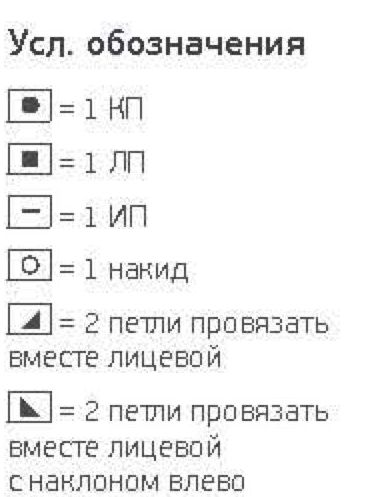 Усл. обозначения
= 1 КП
= 1 ЛП
= 1 ИП
= 1 накид
= 2 петли провязать
вместе лицевой
= 2 петли провязать
вместе лицевой
с наклоном влево